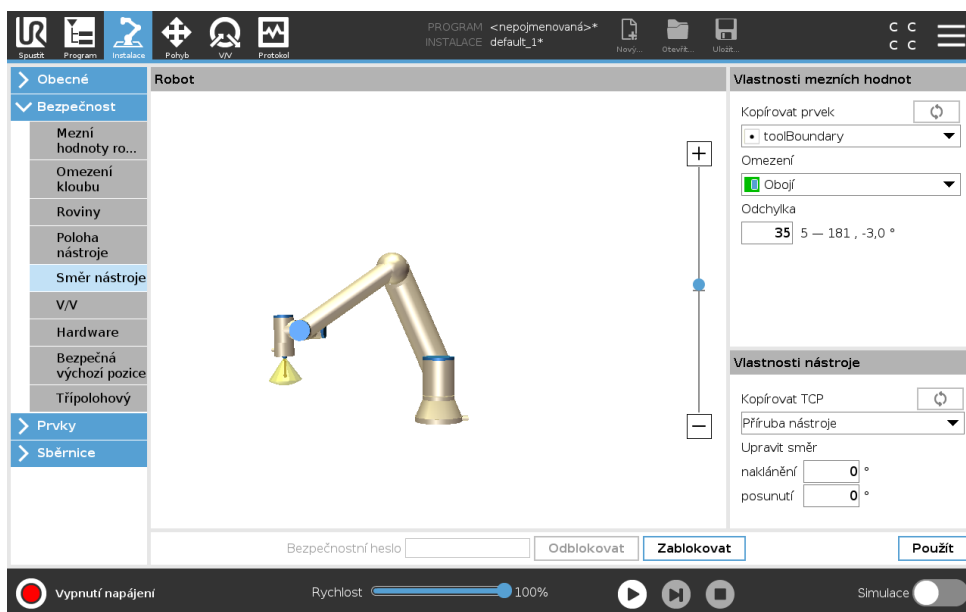 UR
PROGRAM <nepojmenovaná>*
INSTALACE default_1*
Spustit Program Instalace Pohyb V/V Protokol Nový... Otevřít... Uložit...
C C
C C
Obecné
Bezpečnost
Mezní
hodnoty ro...
Omezení
kloubu
Roviny
Poloha
nástroje
Směr nástroje
V/V
Hardware
Bezpečná
výchozí pozice
Třípolohový
Prvky
Sběrnice
Robot
+
−
Vlastnosti mezních hodnot
Kopírovat prvek
toolBoundary
Omezení
Obojí
Odchylka
35 5 — 181 , -3,0 °
Vlastnosti nástroje
Kopírovat TCP
Příruba nástroje
Upravit směr
naklánění 0 °
posunutí 0 °
Bezpečnostní heslo Odblokovat Zablokovat Použít
Vypnutí napájení Rychlost 100% Simulace